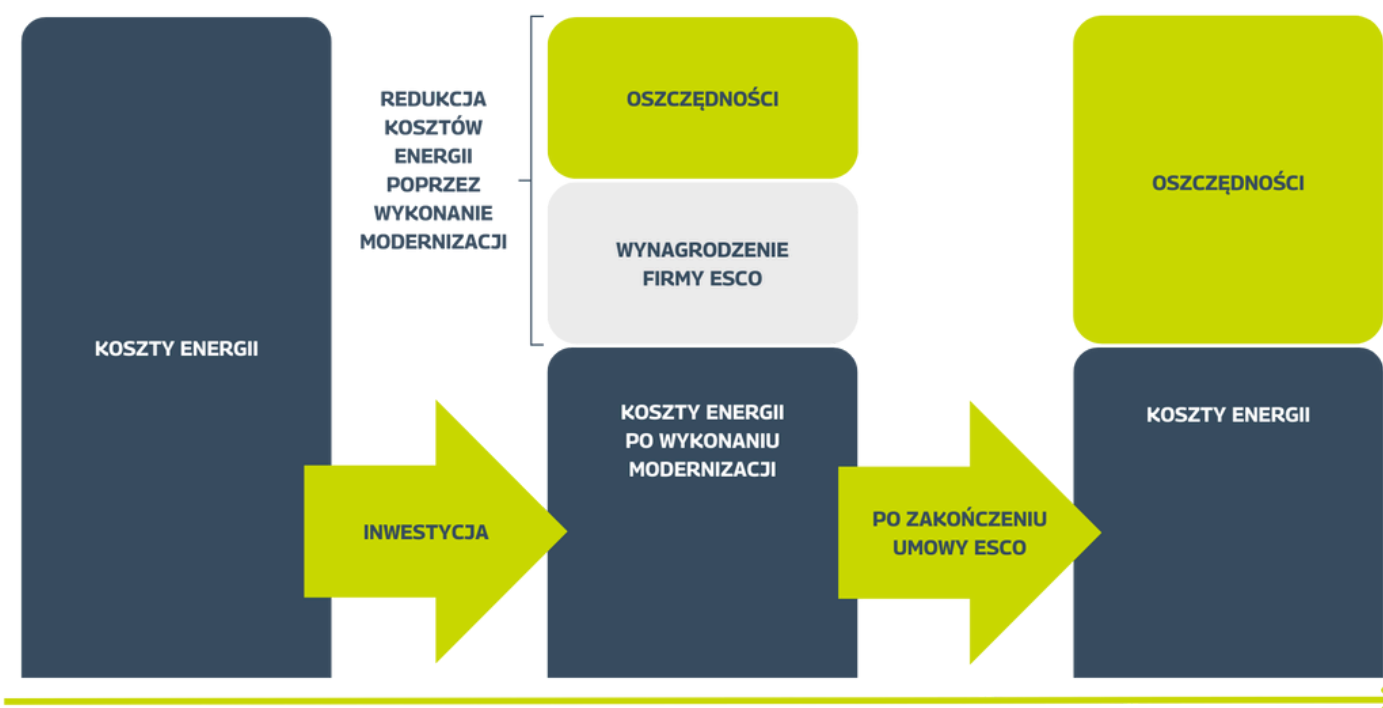 KOSZTY ENERGII
REDUKCJA
KOSZTÓW
ENERGII
POPRZEZ
WYKONANIE
MODERNIZACJI
INWESTYCJA
OSZCZĘDNOŚCI
WYNAGRODZENIE
FIRMY ESCO
KOSZTY ENERGII
PO WYKONANIU
MODERNIZACJI
PO ZAKOŃCZENIU
UMOWY ESCO
OSZCZĘDNOŚCI
KOSZTY ENERGII